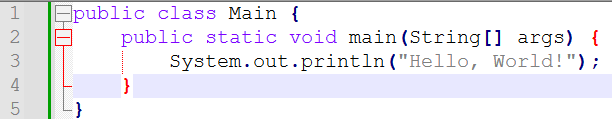 1 public class Main {
2     public static void main(String[] args) {
3         System.out.println("Hello, World!");
4     }
5 }